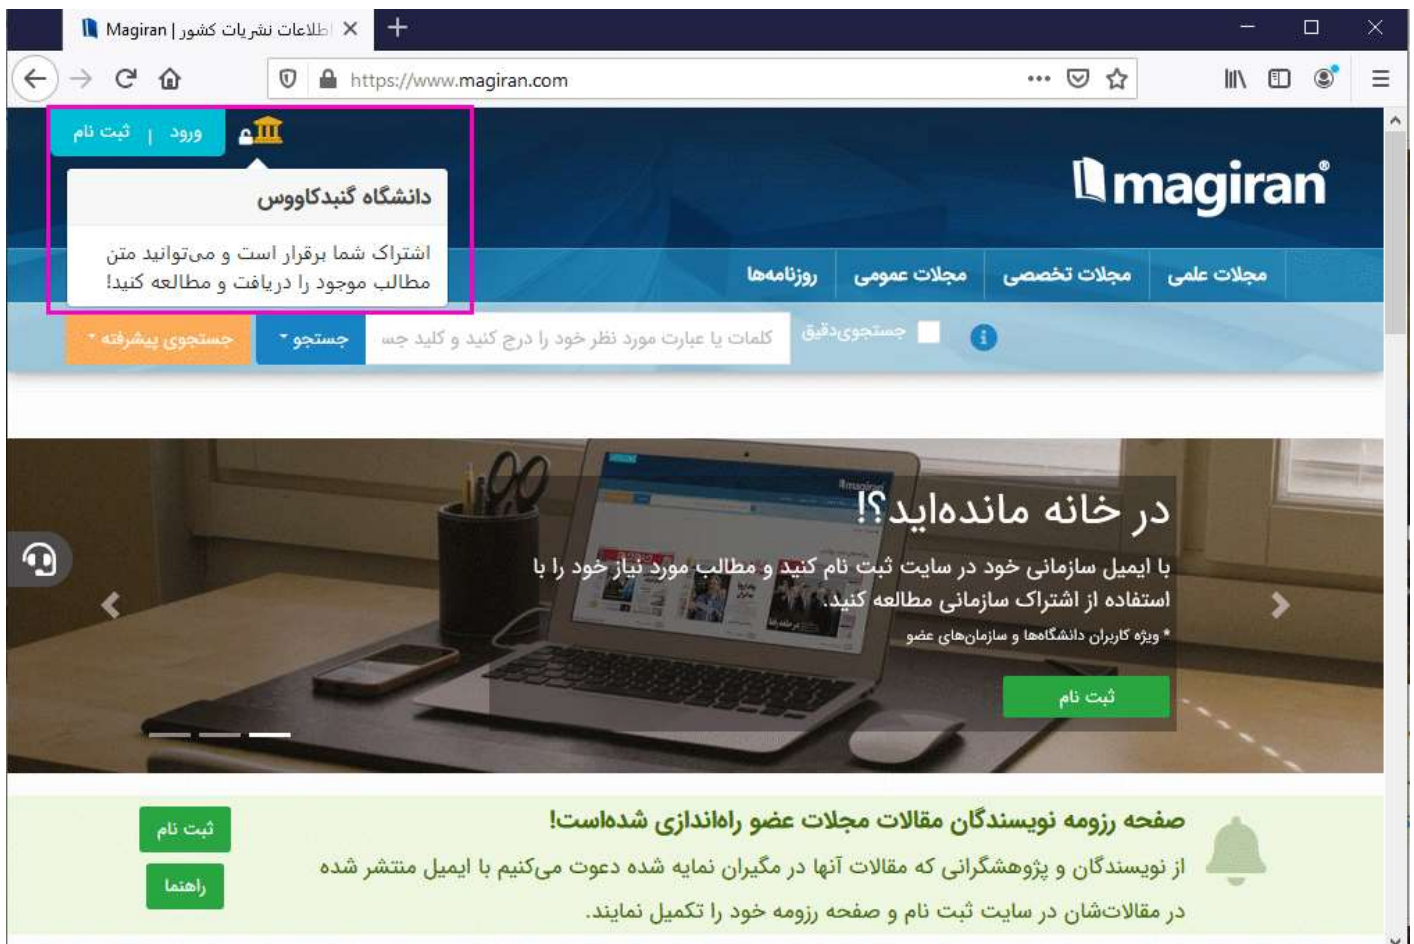 اطلاعات نشریات کشور | Magiran
https://www.magiran.com
ورود | ثبت نام
magiran®
دانشگاه گنبدکاووس
اشتراک شما برقرار است و می‌توانید متن
مطالب موجود را دریافت و مطالعه کنید!
مجلات علمی مجلات تخصصی مجلات عمومی روزنامه‌ها
جستجوی‌دقیق کلمات یا عبارت مورد نظر خود را درج کنید و کلید جس جستجو جستجوی پیشرفته
در خانه مانده‌اید؟!
با ایمیل سازمانی خود در سایت ثبت نام کنید و مطالب مورد نیاز خود را با
استفاده از اشتراک سازمانی مطالعه کنید.
* ویژه کاربران دانشگاه‌ها و سازمان‌های عضو
ثبت نام
صفحه رزومه نویسندگان مقالات مجلات عضو راه‌اندازی شده‌است!
از نویسندگان و پژوهشگرانی که مقالات آنها در مگیران نمایه شده دعوت می‌کنیم با ایمیل منتشر شده
در مقالات‌شان در سایت ثبت نام و صفحه رزومه خود را تکمیل نمایند.
ثبت نام
راهنما